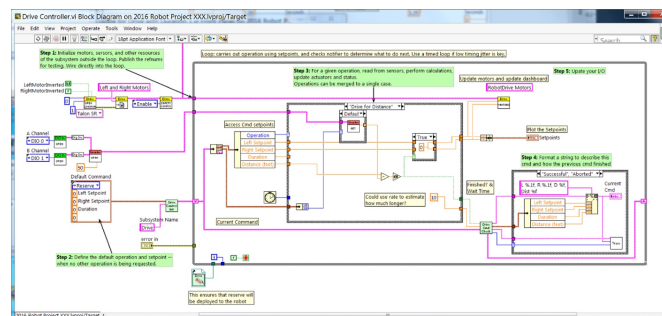 Drive Controller.vi Block Diagram on 2016 Robot Project XXX.lvproj/Target
File Edit View Project Operate Tools Window Help
15pt Application Font
Search
Step 1: Initialize motors, sensors, and other resources
of the subsystem outside the loop. Publish the refnums
for testing. Wire directly into the loop.
Loop: carries out operation using setpoints, and checks notifier to determine what to do next. Use a timed loop if low timing jitter is key.
Step 3: For a given operation, read from sensors, perform calculations,
update actuators and status.
Operations can be merged to a single case.
Update motors and update dashboard
Step 5: Upate your I/O
LeftMotorInverted
RightMotorInverted
Left and Right Motors
Enable
Talon SR
RobotDrive Motors
"Drive for Distance"
Default
A Channel
DIO 0
B Channel
DIO 1
Access Cmd setpoints
Operation
Left Setpoint
Right Setpoint
Duration
Distance (feet)
True
Plot the Setpoints
Setpoints
Step 4: Format a string to describe this
cmd and how the previous cmd finished
"Successful", "Aborted"
Default Command
Reserve
Left Setpoint
Right Setpoint
Duration
Finished? &
Wait Time
Could use rate to estimate
how much longer?
Current
Cmd
Left Setpoint
Right Setpoint
Duration
Distance (feet)
Subsystem Name
Drive
Current Command
error in
Step 2: Define the default operation and setpoint --
when no other operation is being requested.
This ensures that reserve will
be deployed to the robot
2016 Robot Project XXX.lvproj/Target